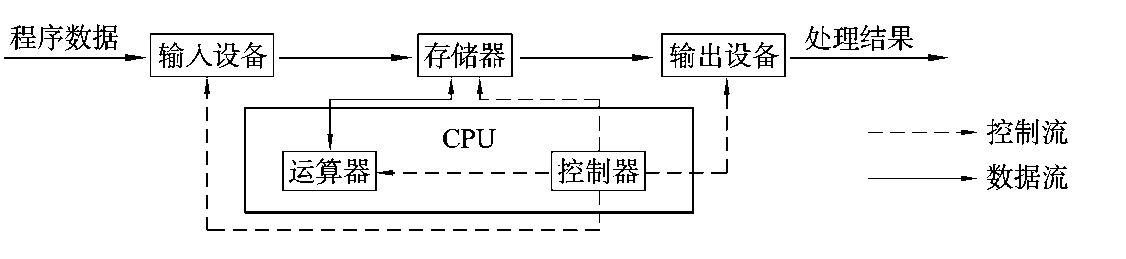 程序数据
输入设备
存储器
输出设备
处理结果
CPU
运算器
控制器
控制流
数据流